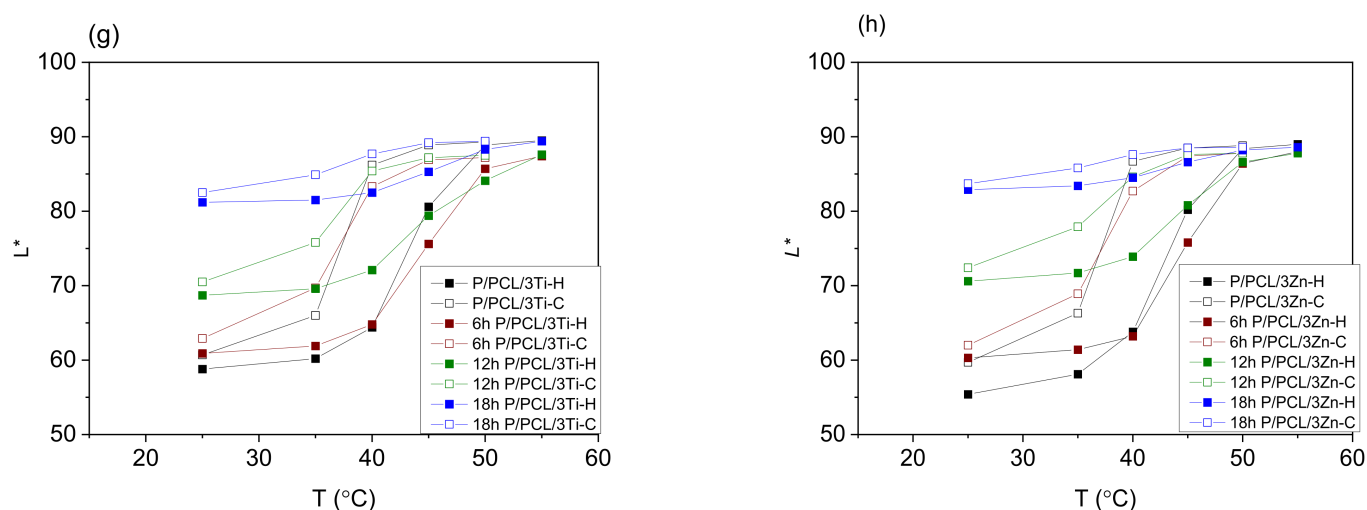 (g)
100
90
80
70
60
50
L*
20
30
40
50
60
T (°C)
P/PCL/3Ti-H
P/PCL/3Ti-C
6h P/PCL/3Ti-H
6h P/PCL/3Ti-C
12h P/PCL/3Ti-H
12h P/PCL/3Ti-C
18h P/PCL/3Ti-H
18h P/PCL/3Ti-C
(h)
100
90
80
70
60
50
L*
20
30
40
50
60
T (°C)
P/PCL/3Zn-H
P/PCL/3Zn-C
6h P/PCL/3Zn-H
6h P/PCL/3Zn-C
12h P/PCL/3Zn-H
12h P/PCL/3Zn-C
18h P/PCL/3Zn-H
18h P/PCL/3Zn-C